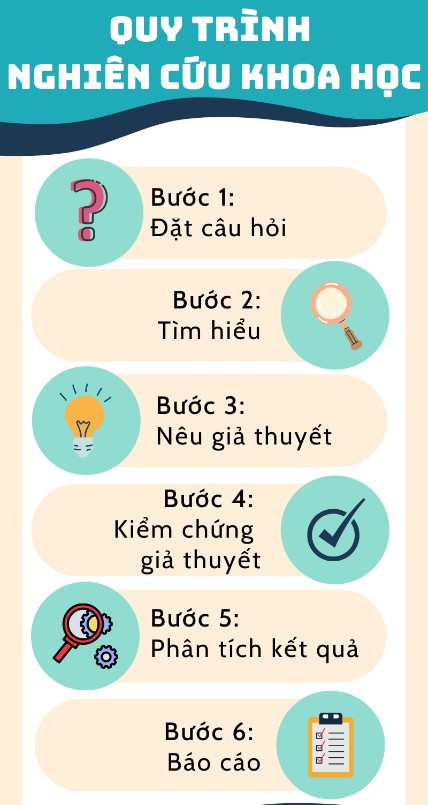 QUY TRÌNH
NGHIÊN CỨU KHOA HỌC
Bước 1:
Đặt câu hỏi
Bước 2:
Tìm hiểu
Bước 3:
Nêu giả thuyết
Bước 4:
Kiểm chứng
giả thuyết
Bước 5:
Phân tích kết quả
Bước 6:
Báo cáo